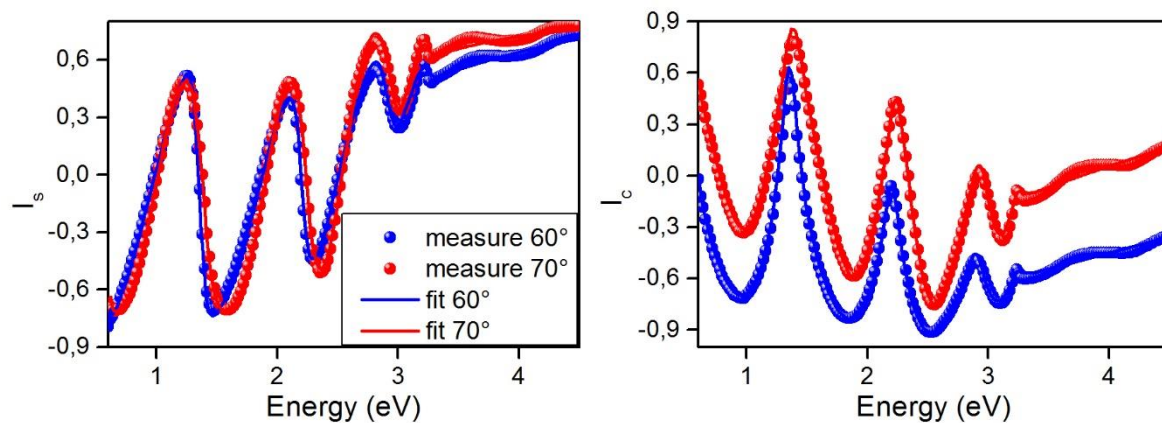 0,6
0,3
0,0
-0,3
-0,6
-0,9
I_s
1 2 3 4
Energy (eV)
measure 60°
measure 70°
fit 60°
fit 70°
0,9
0,6
0,3
0,0
-0,3
-0,6
-0,9
I_c
1 2 3 4
Energy (eV)